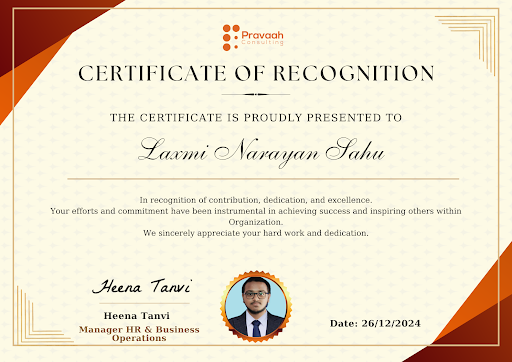 Pravaah
Consulting
CERTIFICATE OF RECOGNITION
THE CERTIFICATE IS PROUDLY PRESENTED TO
Laxmi Narayan Sahu
In recognition of contribution, dedication, and excellence.
Your efforts and commitment have been instrumental in achieving success and inspiring others within
Organization.
We sincerely appreciate your hard work and dedication.
Heena Tanvi
Heena Tanvi
Manager HR & Business
Operations
Date: 26/12/2024